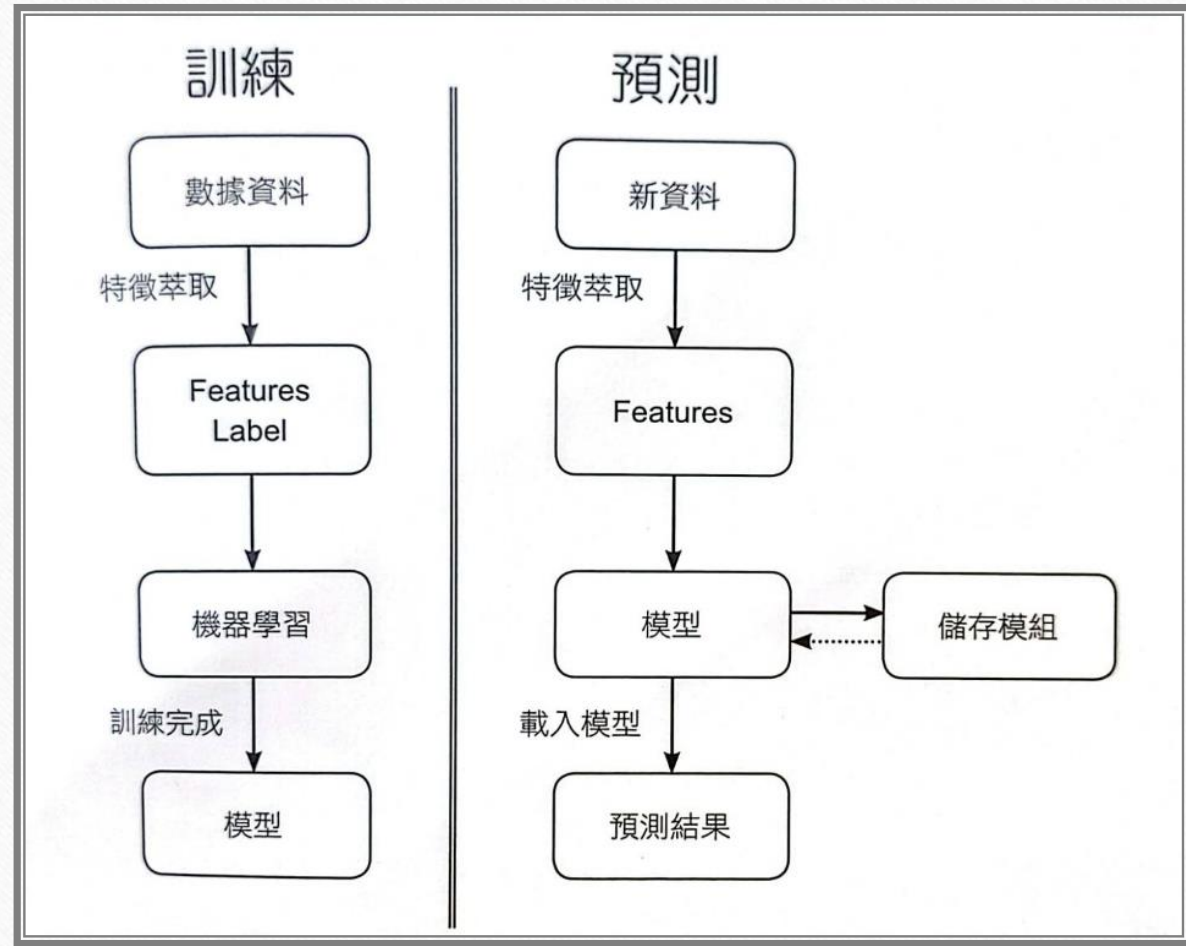 訓練
數據資料
特徵萃取
Features
Label
機器學習
訓練完成
模型
預測
新資料
特徵萃取
Features
模型
儲存模組
載入模型
預測結果